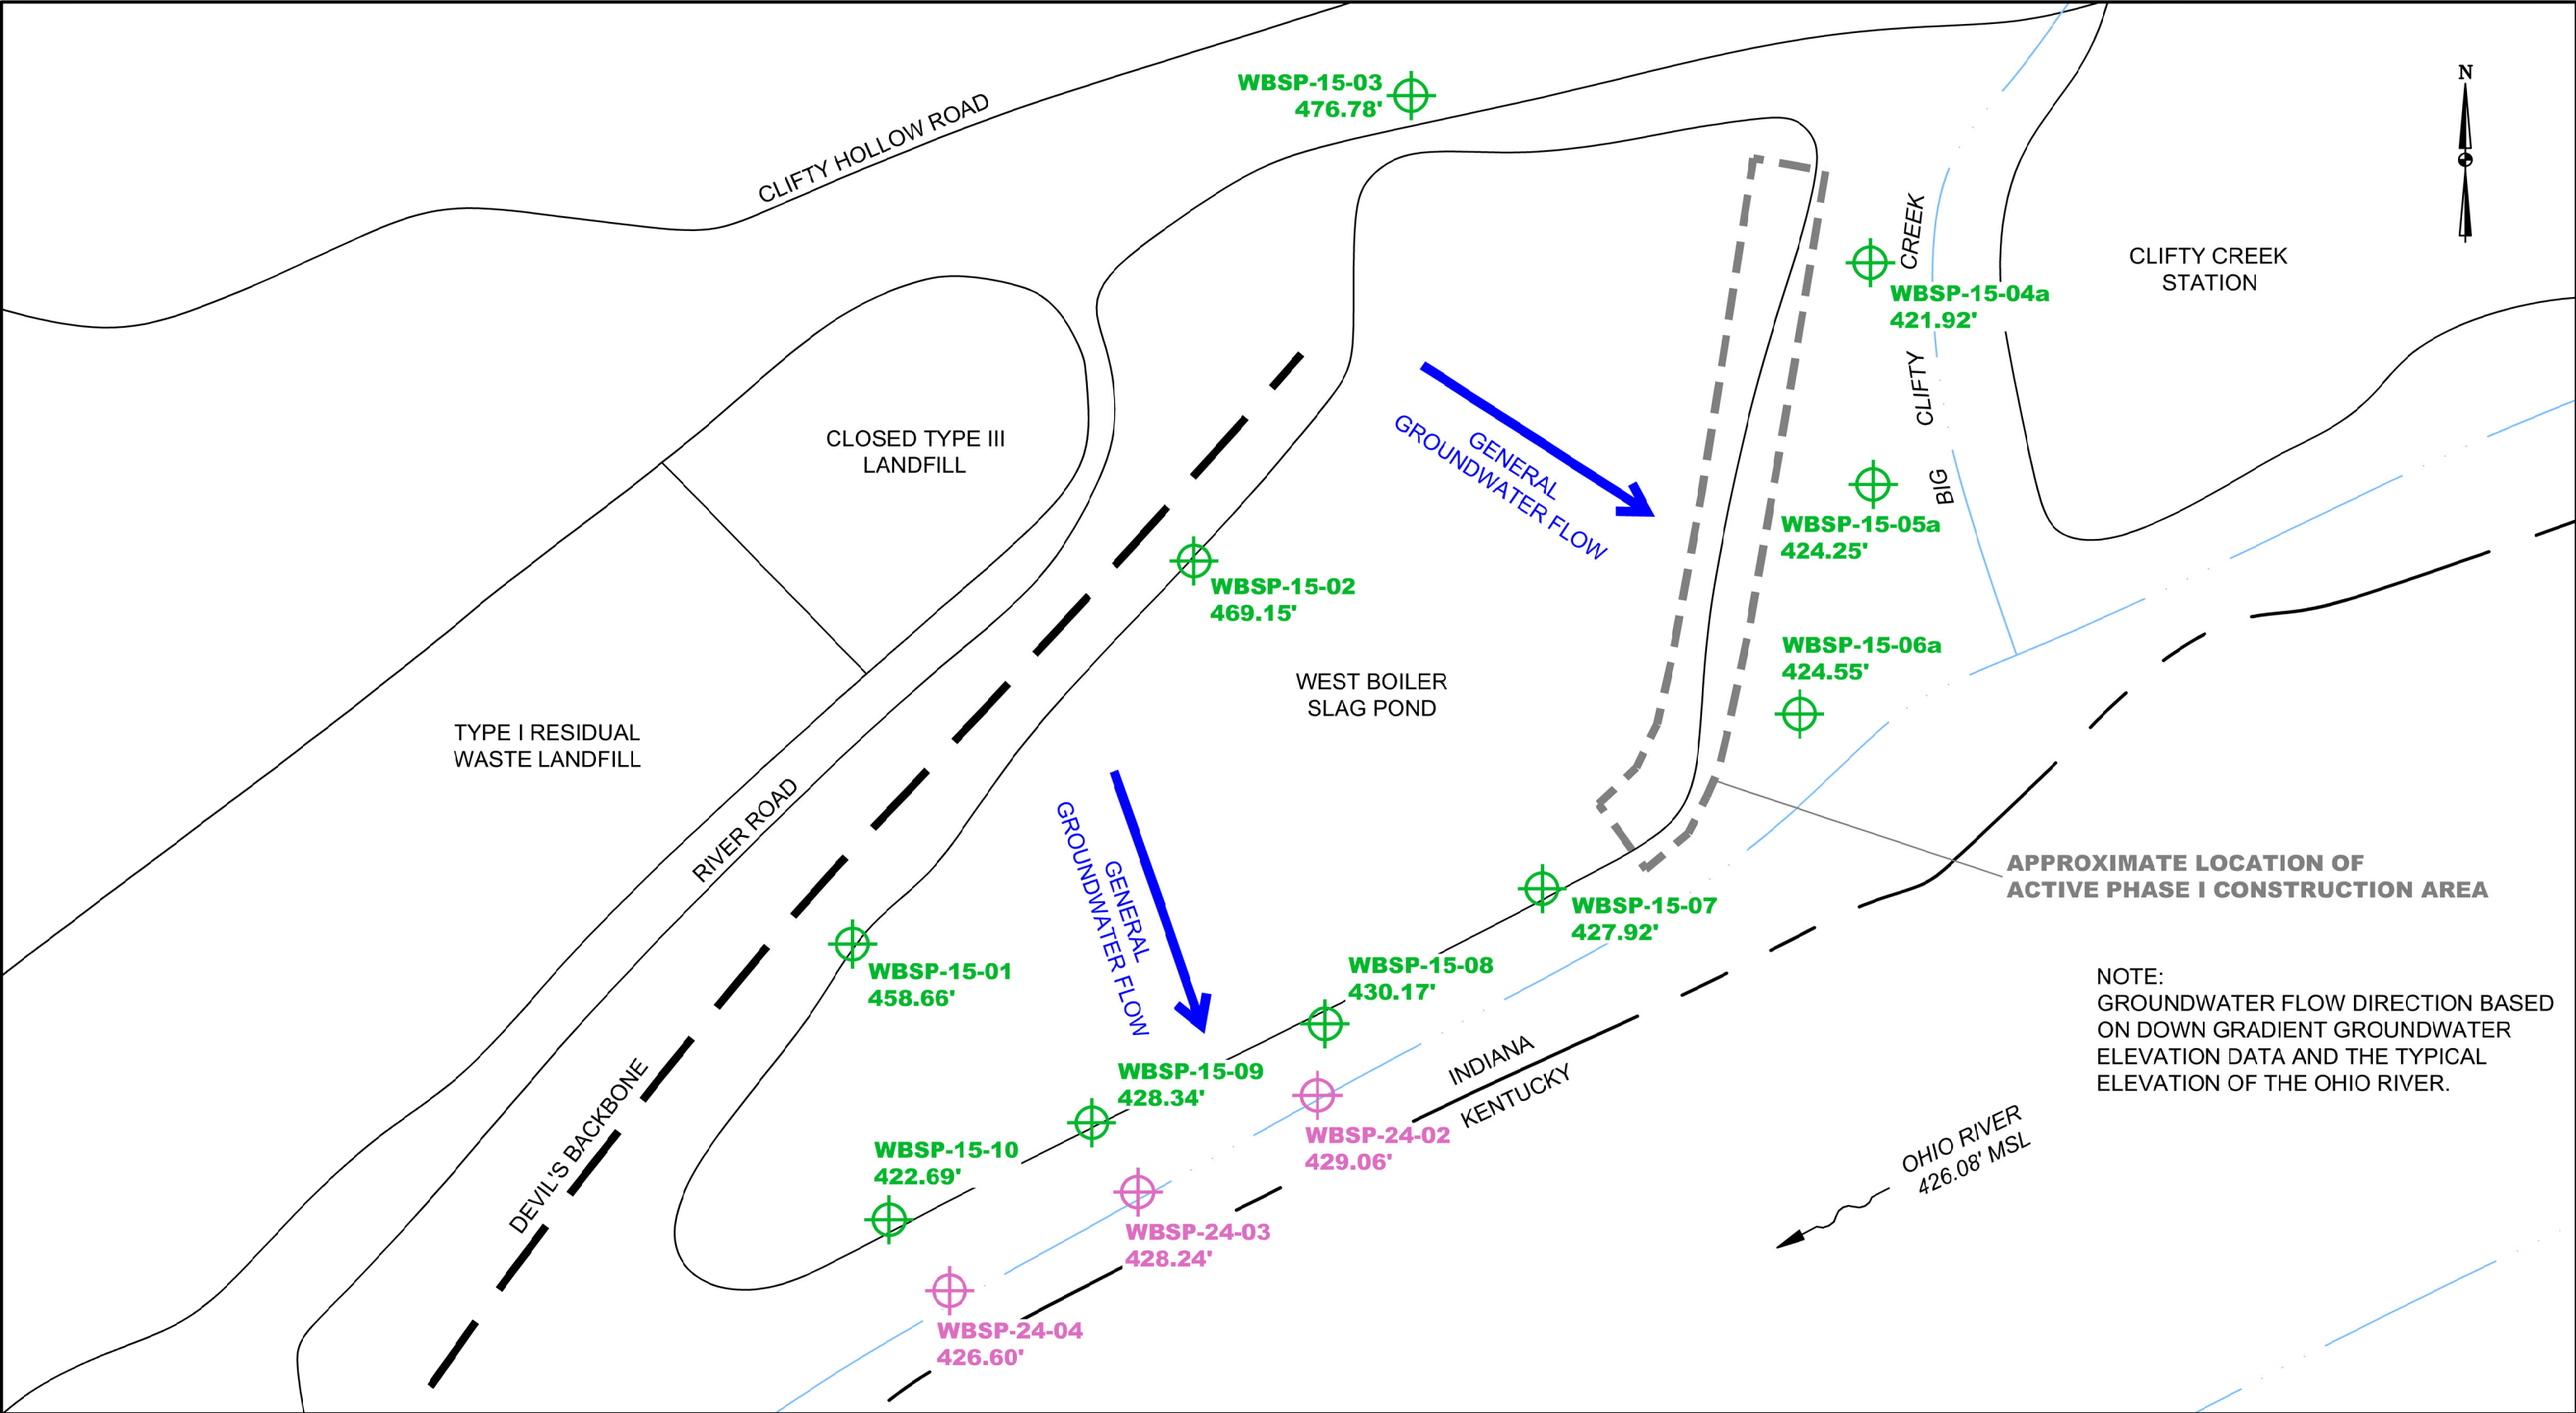 WBSP-15-03
476.78'
N
CLIFTY HOLLOW ROAD
CREEK
CLIFTY
BIG
CLIFTY CREEK
STATION
WBSP-15-04a
421.92'
CLOSED TYPE III
LANDFILL
GENERAL
GROUNDWATER FLOW
WBSP-15-05a
424.25'
WBSP-15-02
469.15'
WBSP-15-06a
424.55'
WEST BOILER
SLAG POND
TYPE I RESIDUAL
WASTE LANDFILL
RIVER ROAD
GENERAL
GROUNDWATER FLOW
APPROXIMATE LOCATION OF
ACTIVE PHASE I CONSTRUCTION AREA
WBSP-15-07
427.92'
WBSP-15-01
458.66'
WBSP-15-08
430.17'
NOTE:
GROUNDWATER FLOW DIRECTION BASED
ON DOWN GRADIENT GROUNDWATER
ELEVATION DATA AND THE TYPICAL
ELEVATION OF THE OHIO RIVER.
INDIANA
KENTUCKY
WBSP-15-09
428.34'
DEVIL'S BACKBONE
WBSP-15-10
422.69'
WBSP-24-02
429.06'
OHIO RIVER
426.08' MSL
WBSP-24-03
428.24'
WBSP-24-04
426.60'